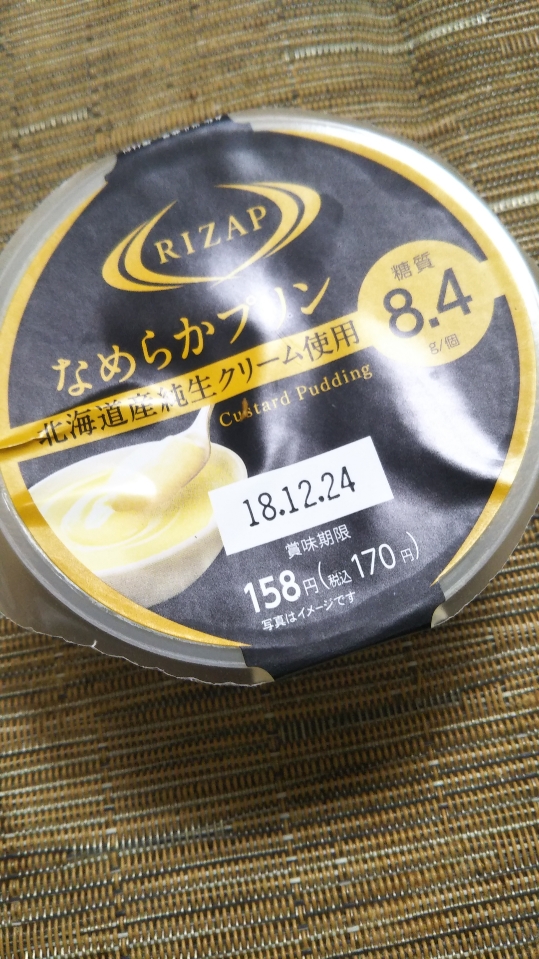 RIZAP
なめらかプリン
北海道産純生クリーム使用
Custard Pudding
糖質
8.4
g/個
18.12.24
賞味期限
158円(税込170円)
写真はイメージです